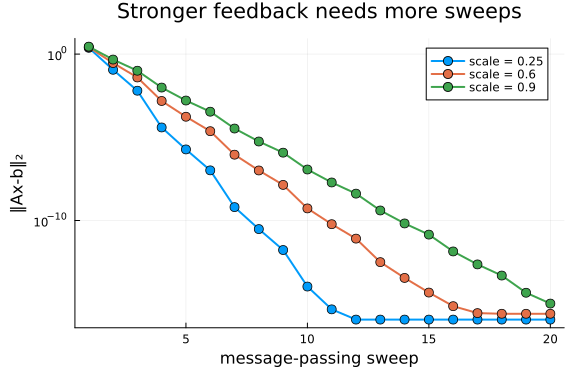 Stronger feedback needs more sweeps
10⁰
10⁻¹⁰
‖Ax-b‖₂
scale = 0.25
scale = 0.6
scale = 0.9
5
10
15
20
message-passing sweep